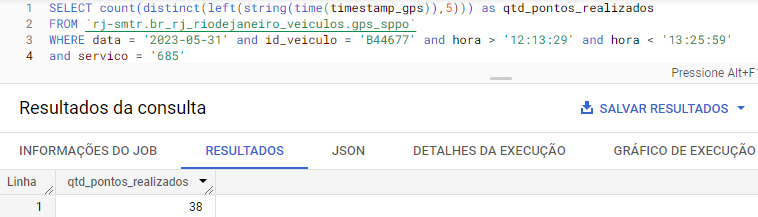 1 SELECT count(distinct(left(string(time(timestamp_gps)),5))) as qtd_pontos_realizados
2 FROM `rj-smtr.br_rj_riodejaneiro_veiculos.gps_sppo`
3 WHERE data = '2023-05-31' and id_veiculo = 'B44677' and hora > '12:13:29' and hora < '13:25:59'
4 and servico = '685'
Pressione Alt+F1
Resultados da consulta
SALVAR RESULTADOS
INFORMAÇÕES DO JOB RESULTADOS JSON DETALHES DA EXECUÇÃO GRÁFICO DE EXECUÇÃO
Linha qtd_pontos_realizados
1 38